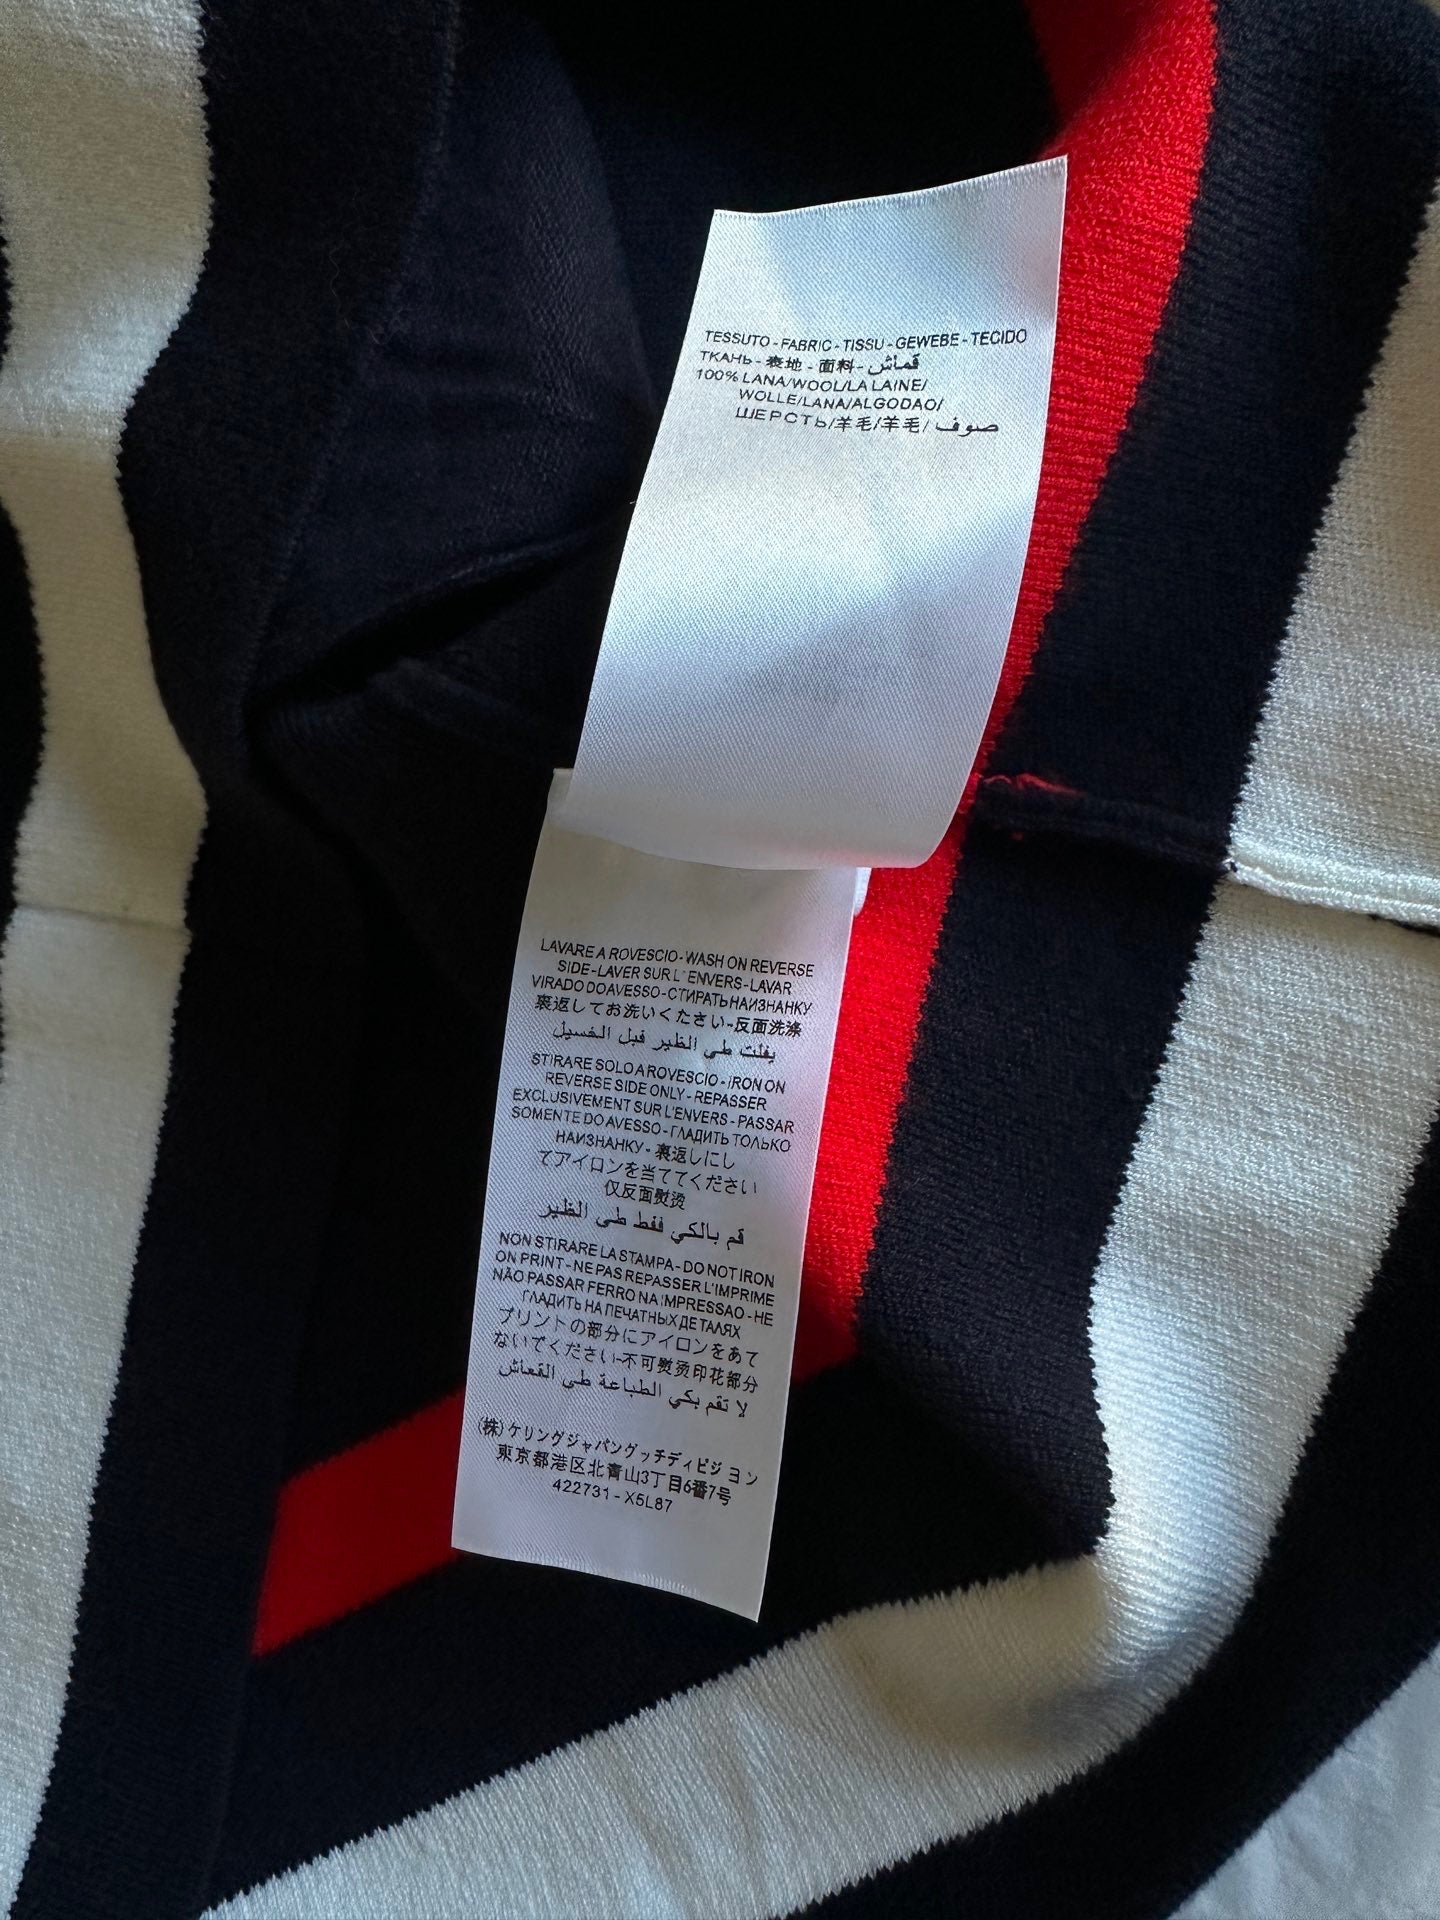 TESSUTO - FABRIC - TISSU - GEWEBE - TECIDO
ТКАНЬ - 表地 - 面料 - قماش
100% LANA/WOOL/LA LAINE/
WOLLE/LANA/ALGODAO/
ШЕРСТЬ/羊毛/羊毛/ صوف
LAVARE A ROVESCIO - WASH ON REVERSE
SIDE - LAVER SUR L'ENVERS - LAVAR
VIRADO DO AVESSO - СТИРАТЬ НАИЗНАНКУ
裏返してお洗いください - 反面洗涤
يفلت طى الظير فبل الخسيل
STIRARE SOLO A ROVESCIO - IRON ON
REVERSE SIDE ONLY - REPASSER
EXCLUSIVEMENT SUR L'ENVERS - PASSAR
SOMENTE DO AVESSO - ГЛАДИТЬ ТОЛЬКО
НАИЗНАНКУ - 裏返しにし
てアイロンを当ててください
仅反面熨烫
قم بالكي فقط طى الظير
NON STIRARE LA STAMPA - DO NOT IRON
ON PRINT - NE PAS REPASSER L'IMPRIME
NÃO PASSAR FERRO NA IMPRESSAO - НЕ
ГЛАДИТЬ НА ПЕЧАТНЫХ ДЕТАЛЯХ
プリントの部分にアイロンをあて
ないでください - 不可熨烫印花部分
لا تقم بكي الطباعة طى القماش
(株) ケリングジャパングッチディビジョン
東京都港区北青山3丁目6番7号
422731 - X5L87